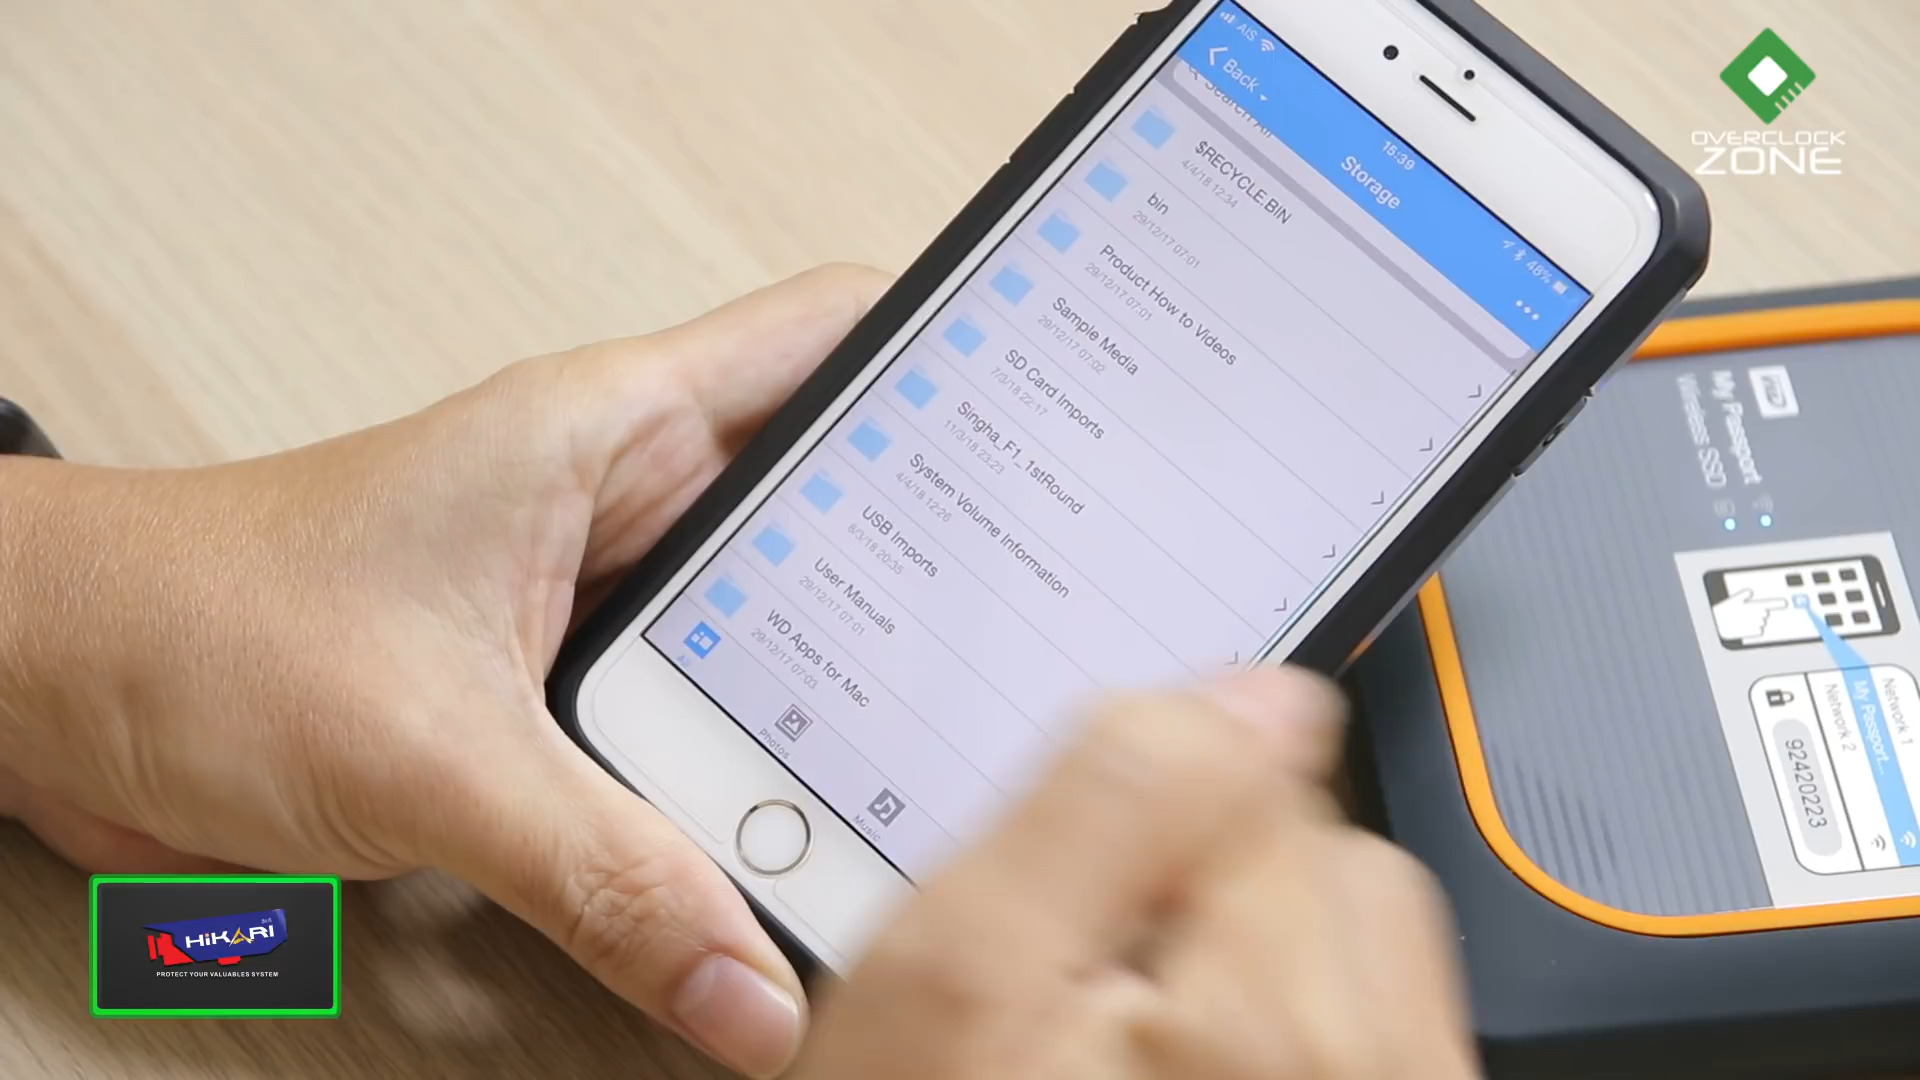 AIS
Back
15:39
48%
Storage
Search All
$RECYCLE.BIN
4/4/18 12:34
bin
29/12/17 07:01
Product How to Videos
29/12/17 07:01
Sample Media
29/12/17 07:02
SD Card Imports
7/3/18 22:17
Singha_F1_1stRound
11/3/18 23:23
System Volume Information
4/4/18 12:26
USB Imports
8/3/18 20:35
User Manuals
29/12/17 07:01
WD Apps for Mac
29/12/17 07:03
All
Photos
Music
OVERCLOCK
ZONE
WD
My Passport
Wireless SSD
Network 1
My Passport...
Network 2
92420223
HiKARI
PROTECT YOUR VALUABLES SYSTEM